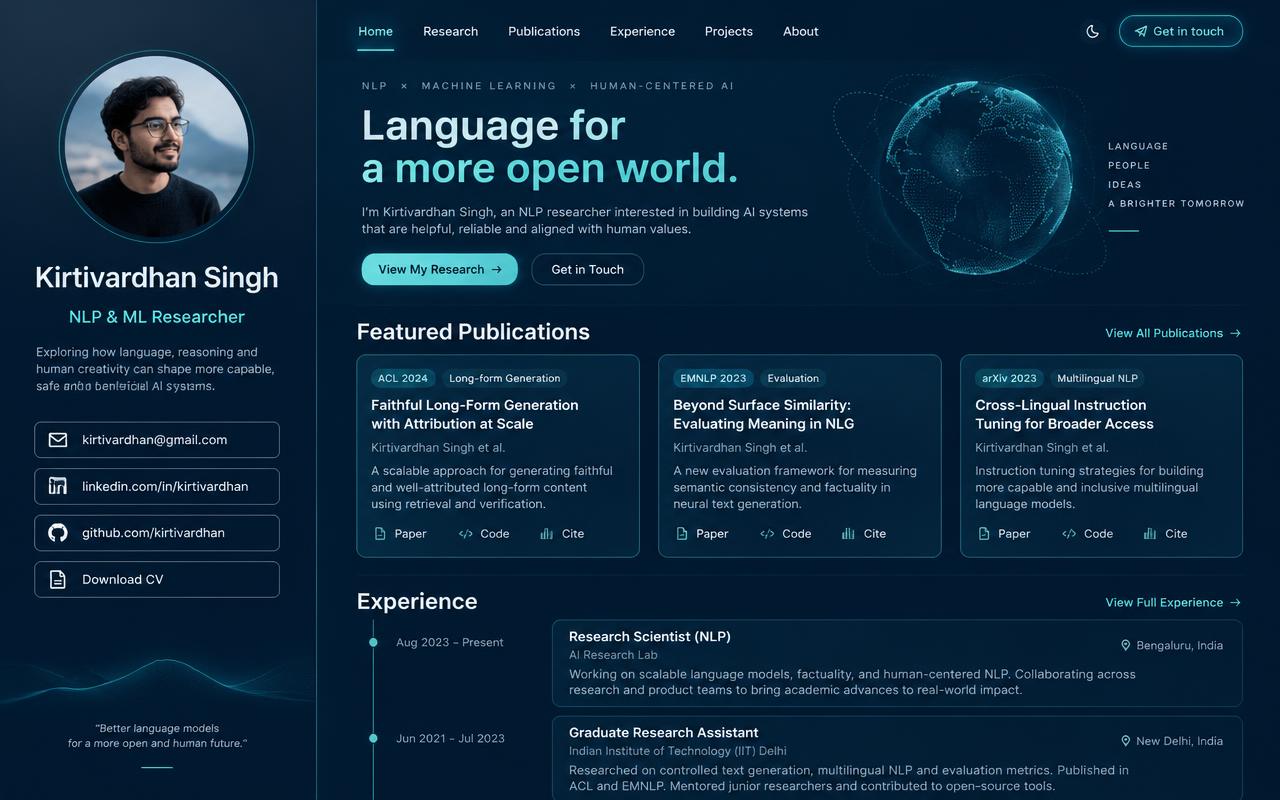 Kirtivardhan Singh
NLP & ML Researcher
Exploring how language, reasoning and
human creativity can shape more capable,
safe AI systems.
kirtivardhan@gmail.com
linkedin.com/in/kirtivardhan
github.com/kirtivardhan
Download CV
"Better language models
for a more open and human future."
Home Research Publications Experience Projects About
Get in touch
NLP × MACHINE LEARNING × HUMAN-CENTERED AI
Language for
a more open world.
I'm Kirtivardhan Singh, an NLP researcher interested in building AI systems
that are helpful, reliable and aligned with human values.
View My Research → Get in Touch
LANGUAGE
PEOPLE
IDEAS
A BRIGHTER TOMORROW
Featured Publications
View All Publications →
ACL 2024 Long-form Generation
Faithful Long-Form Generation
with Attribution at Scale
Kirtivardhan Singh et al.
A scalable approach for generating faithful
and well-attributed long-form content
using retrieval and verification.
Paper </> Code Cite
EMNLP 2023 Evaluation
Beyond Surface Similarity:
Evaluating Meaning in NLG
Kirtivardhan Singh et al.
A new evaluation framework for measuring
semantic consistency and factuality in
neural text generation.
Paper </> Code Cite
arXiv 2023 Multilingual NLP
Cross-Lingual Instruction
Tuning for Broader Access
Kirtivardhan Singh et al.
Instruction tuning strategies for building
more capable and inclusive multilingual
language models.
Paper </> Code Cite
Experience
View Full Experience →
Aug 2023 – Present
Research Scientist (NLP)
AI Research Lab
Bengaluru, India
Working on scalable language models, factuality, and human-centered NLP. Collaborating across
research and product teams to bring academic advances to real-world impact.
Jun 2021 – Jul 2023
Graduate Research Assistant
Indian Institute of Technology (IIT) Delhi
New Delhi, India
Researched on controlled text generation, multilingual NLP and evaluation metrics. Published in
ACL and EMNLP. Mentored junior researchers and contributed to open-source tools.